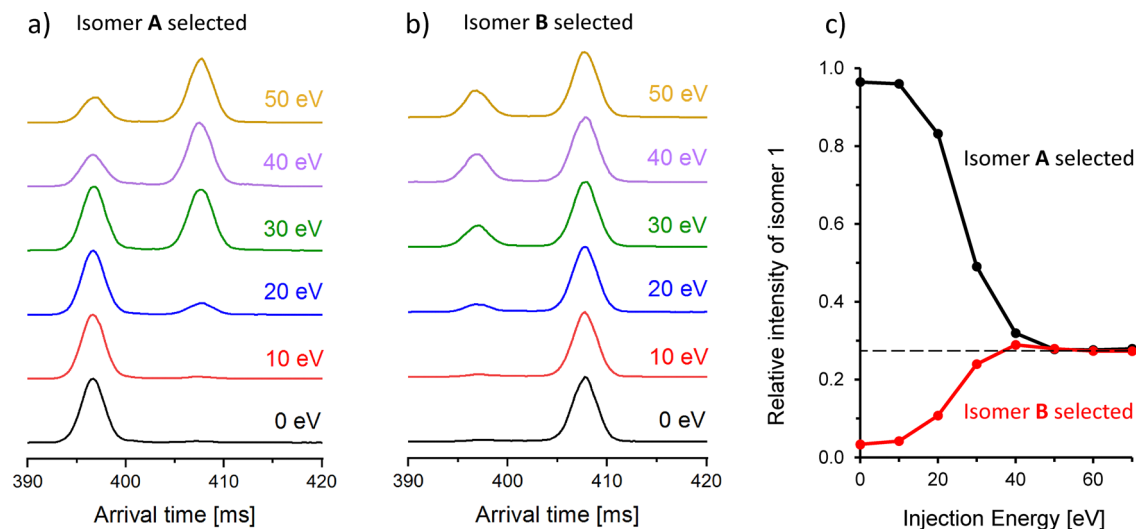 a) Isomer A selected
50 eV
40 eV
30 eV
20 eV
10 eV
0 eV
390 400 410 420
Arrival time [ms]
b) Isomer B selected
50 eV
40 eV
30 eV
20 eV
10 eV
0 eV
390 400 410 420
Arrival time [ms]
c)
Relative intensity of isomer 1
1.0
0.8
0.6
0.4
0.2
0.0
Isomer A selected
Isomer B selected
0 20 40 60
Injection Energy [eV]